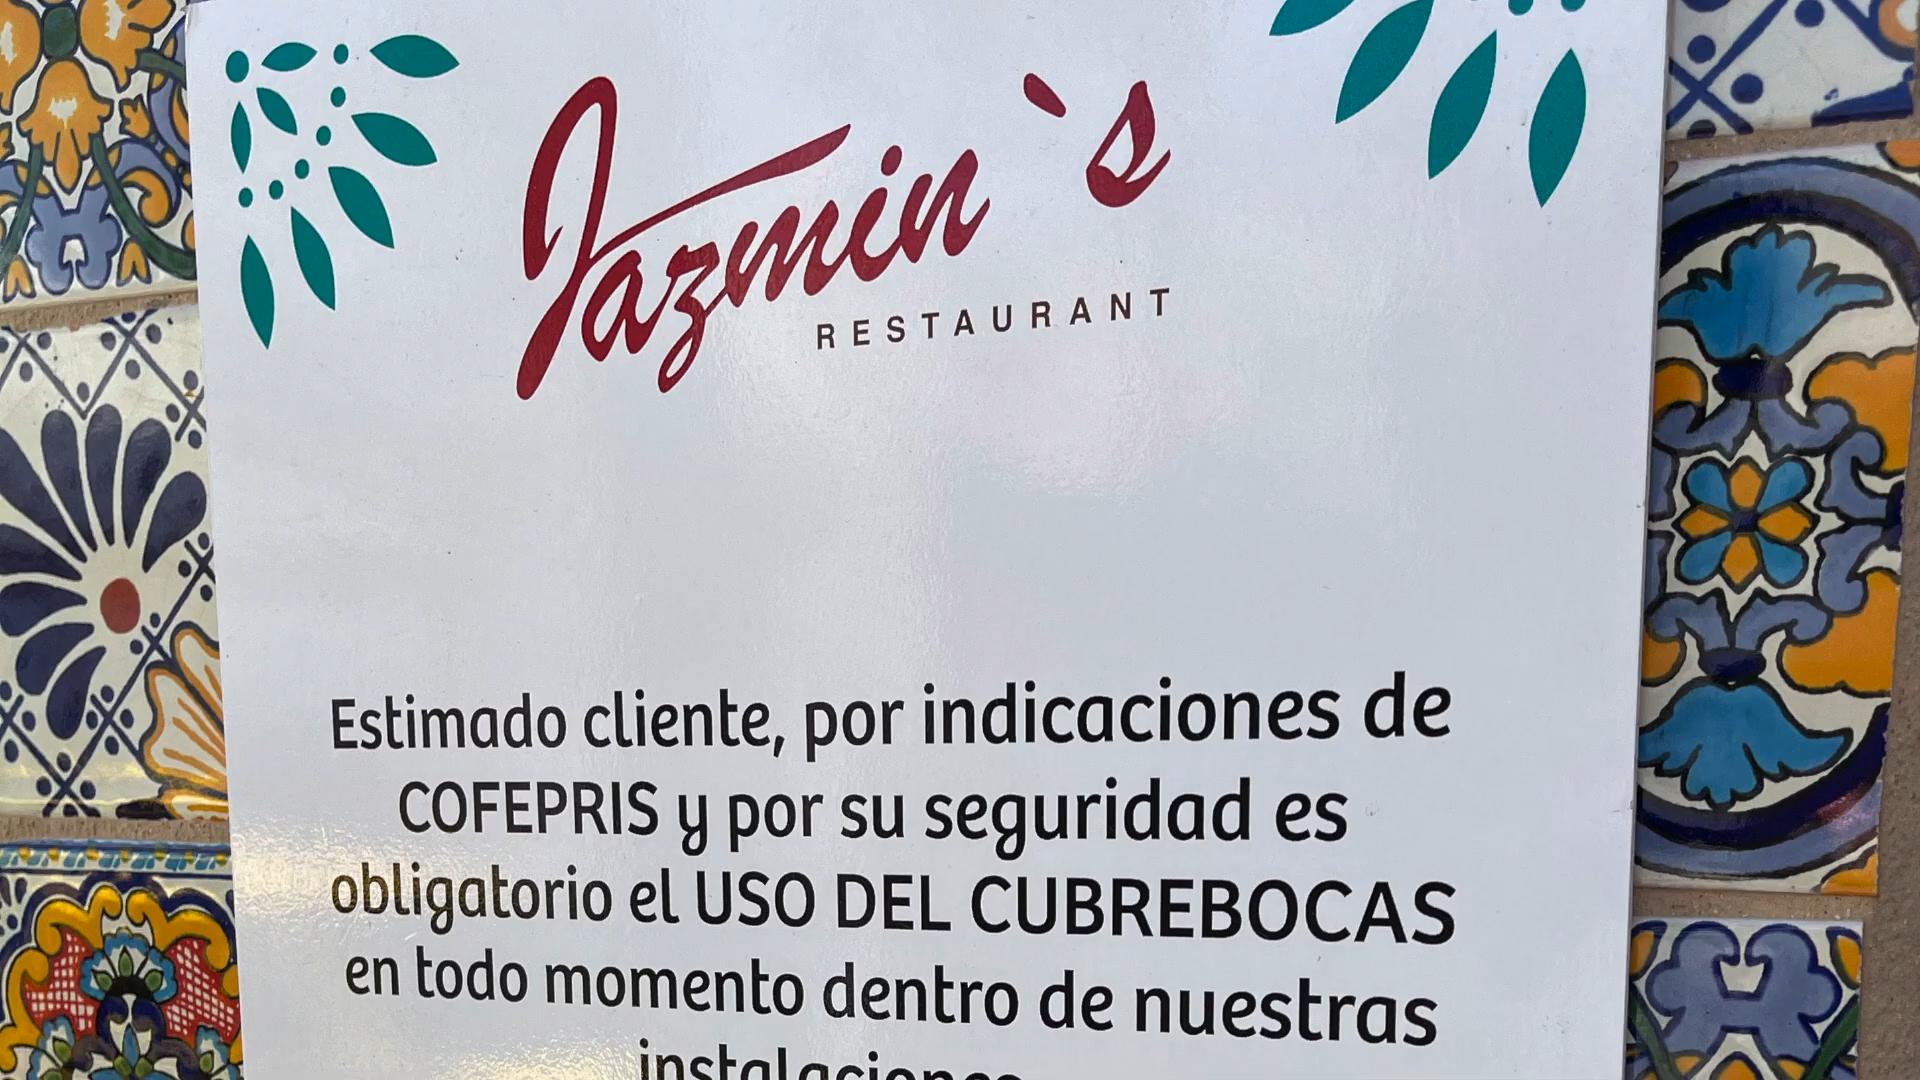 Jazmin`s
RESTAURANT
Estimado cliente, por indicaciones de
COFEPRIS y por su seguridad es
obligatorio el USO DEL CUBREBOCAS
en todo momento dentro de nuestras